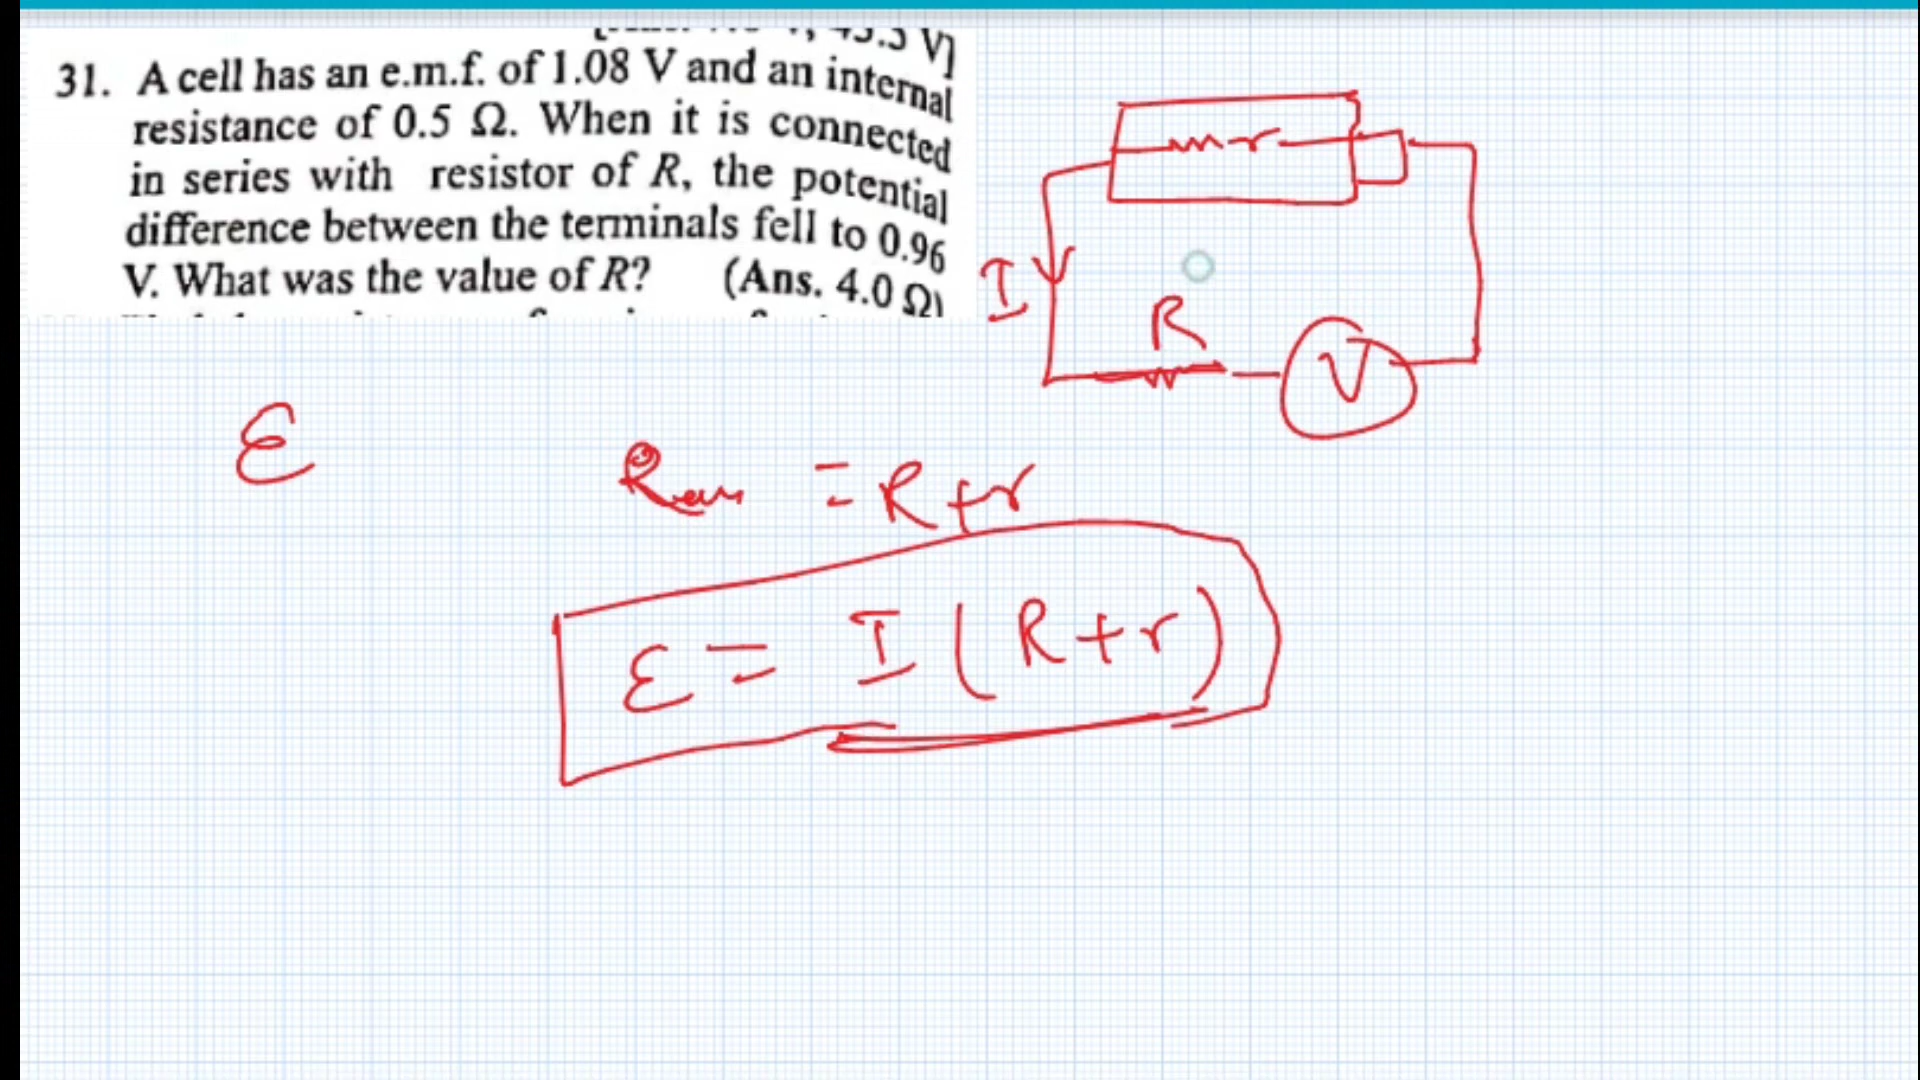 45.5 V]
31. A cell has an e.m.f. of 1.08 V and an internal
resistance of 0.5 Ω. When it is connected
in series with resistor of R, the potential
difference between the terminals fell to 0.96
V. What was the value of R? (Ans. 4.0 Ω)
r
I
R
V
ε
R = R+r
ε = I (R+r)